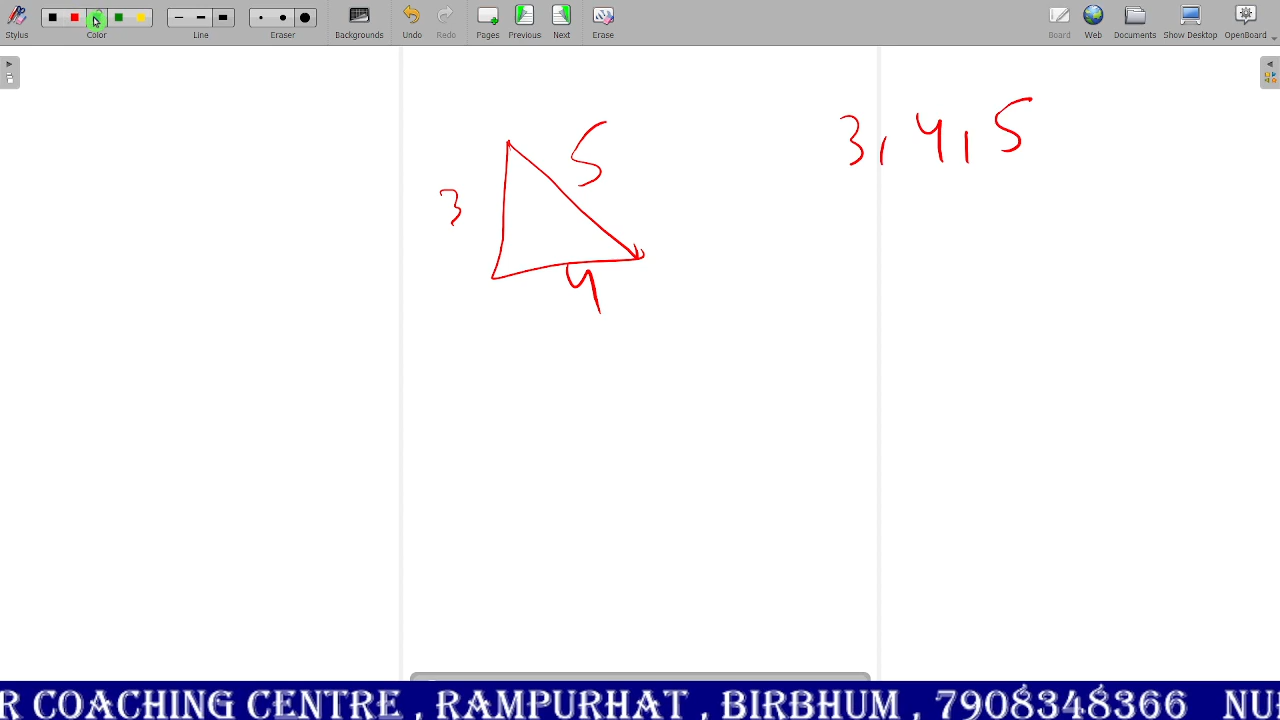 Stylus Color Line Eraser Backgrounds Undo Redo Pages Previous Next Erase Board Web Documents Show Desktop OpenBoard
3, 4, 5
5
3
4
R COACHING CENTRE , RAMPURHAT , BIRBHUM , 7908348366 NU